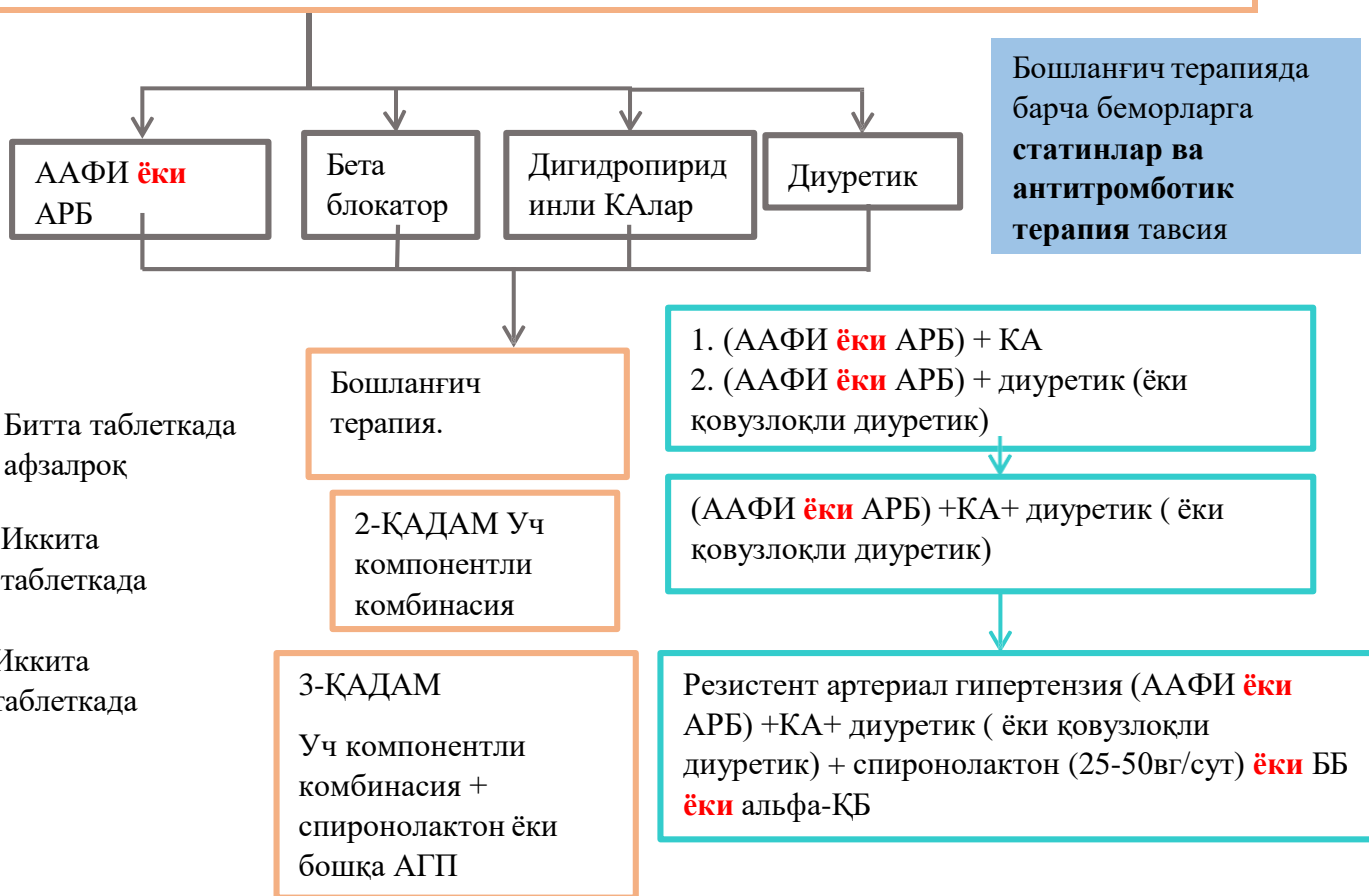 Бошланғич терапияда
барча беморларга
статинлар ва
антитромботик
терапия тавсия
ААФИ ёки
АРБ
Бета
блокатор
Дигидропирид
инли КАлар
Диуретик
Битта таблеткада
афзалроқ
Бошланғич
терапия.
1. (ААФИ ёки АРБ) + КА
2. (ААФИ ёки АРБ) + диуретик (ёки
қовузлоқли диуретик)
Иккита
таблеткада
2-ҚАДАМ Уч
компонентли
комбинасия
(ААФИ ёки АРБ) +КА+ диуретик ( ёки
қовузлоқли диуретик)
Иккита
таблеткада
3-ҚАДАМ
Уч компонентли
комбинасия +
спиронолактон ёки
бошқа АГП
Резистент артериал гипертензия (ААФИ ёки
АРБ) +КА+ диуретик ( ёки қовузлоқли
диуретик) + спиронолактон (25-50вг/сут) ёки ББ
ёки альфа-ҚБ